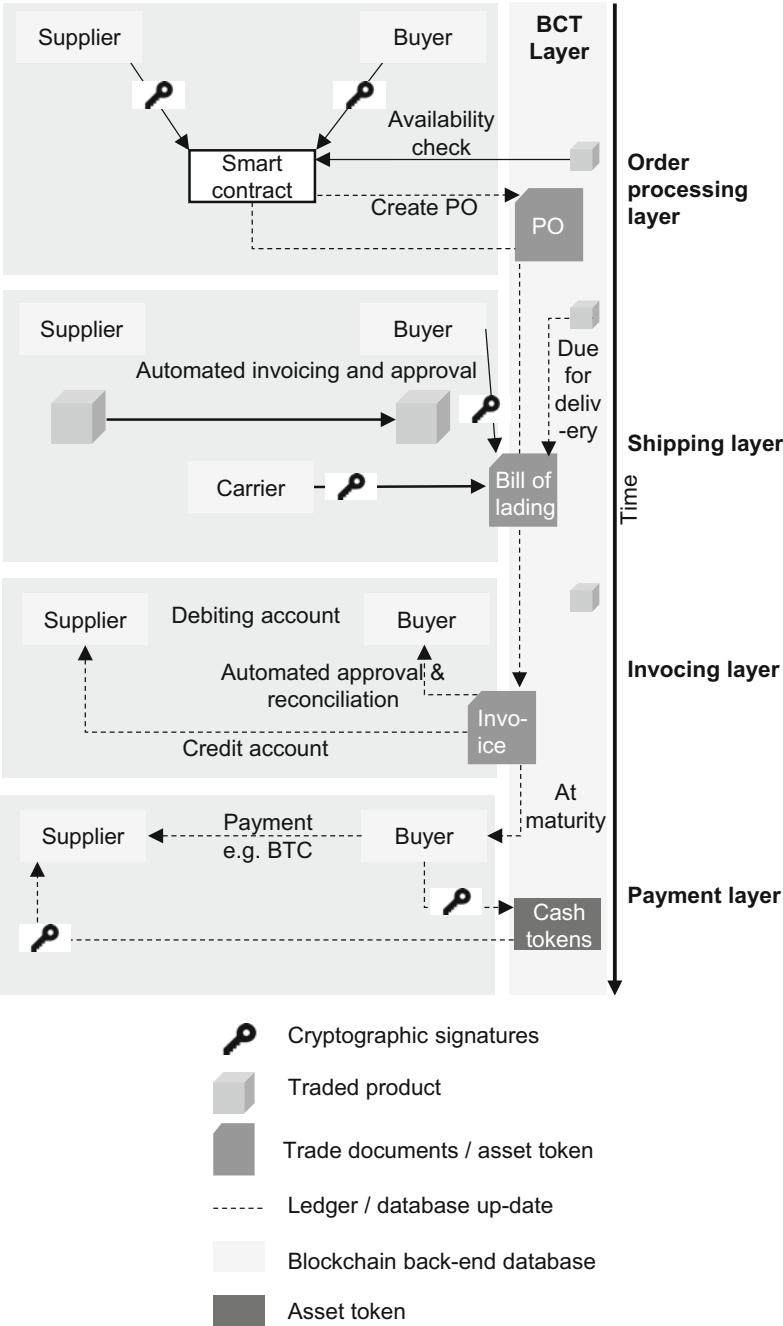 Supplier
Buyer
BCT
Layer
Availability
check
Smart
contract
Create PO
PO
Order
processing
layer
Supplier
Buyer
Automated invoicing and approval
Due
for
deliv
-ery
Carrier
Bill of
lading
Shipping layer
Time
Supplier
Debiting account
Buyer
Automated approval &
reconciliation
Invo-
ice
Credit account
Invocing layer
At
maturity
Supplier
Payment
e.g. BTC
Buyer
Cash
tokens
Payment layer
Cryptographic signatures
Traded product
Trade documents / asset token
Ledger / database up-date
Blockchain back-end database
Asset token